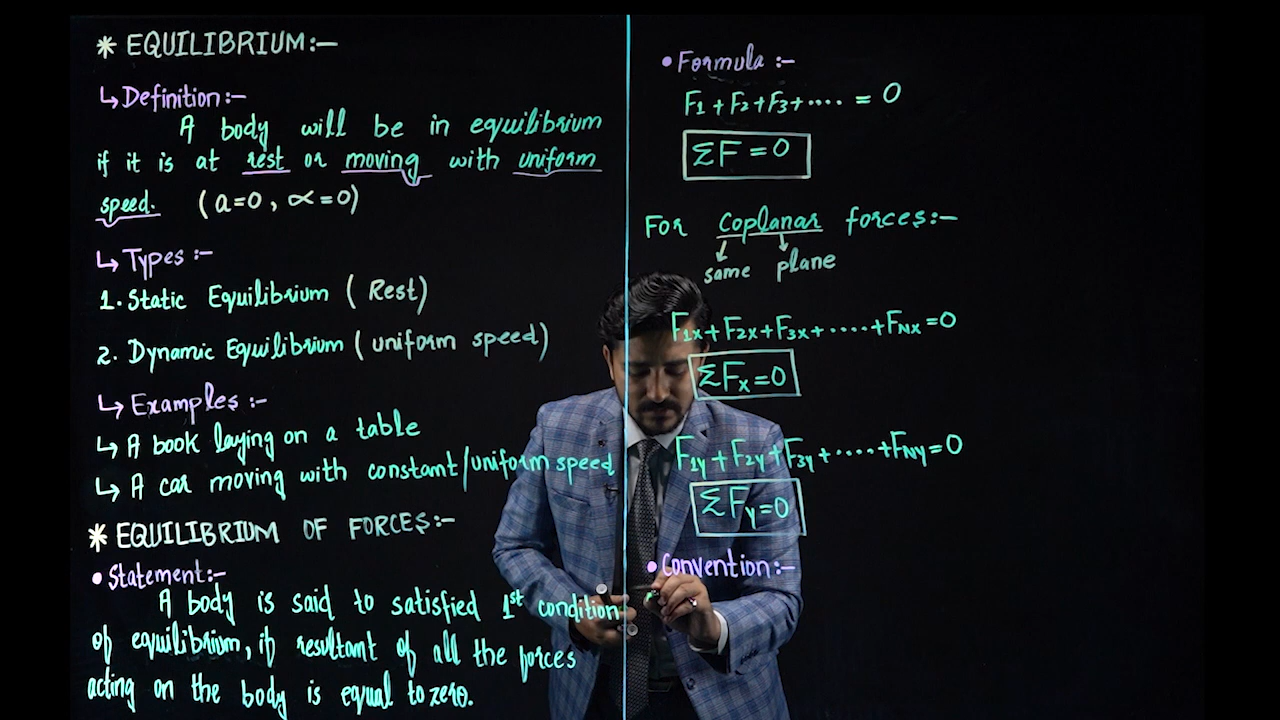 * EQUILIBRIUM:-
↳ Definition:-
A body will be in equilibrium
if it is at rest or moving with uniform
speed. (a=0, ∝=0)
↳ Types:-
1. Static Equilibrium (Rest)
2. Dynamic Equilibrium (uniform speed)
↳ Examples:-
↳ A book laying on a table
↳ A car moving with constant/uniform speed
* EQUILIBRIUM OF FORCES:-
• Statement:-
A body is said to satisfied 1st condition
of equilibrium, if resultant of all the forces
acting on the body is equal to zero.
• Formula:-
F1 + F2 + F3 + .... = 0
ΣF = 0
For Coplanar forces:-
same plane
F1x + F2x + F3x + ..... + FNx = 0
ΣFx = 0
F1y + F2y + F3y + ..... + FNy = 0
ΣFy = 0
• Convention:-